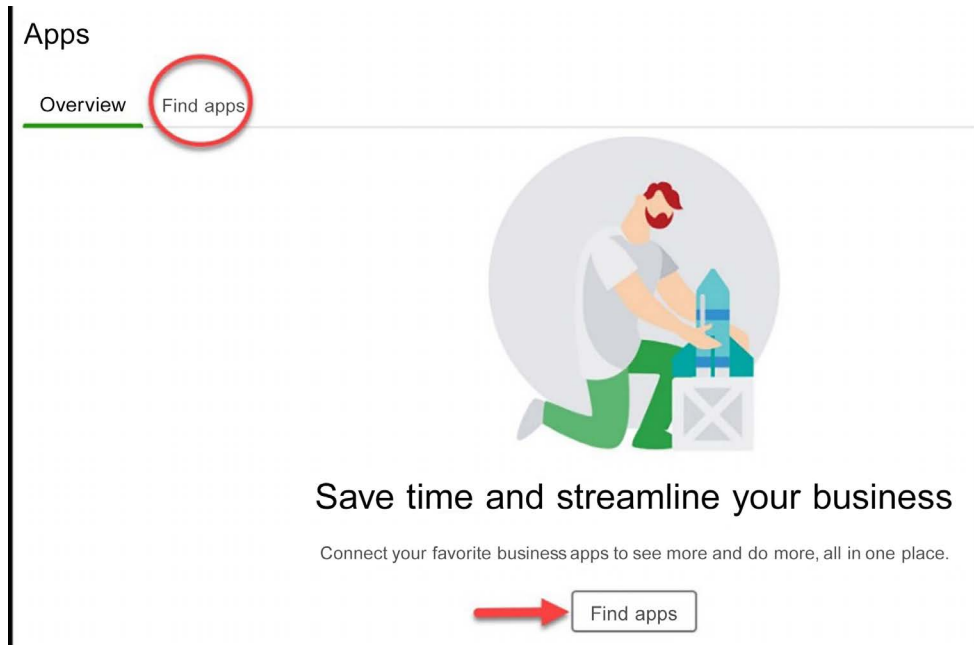 Apps
Overview Find apps
Save time and streamline your business
Connect your favorite business apps to see more and do more, all in one place.
Find apps